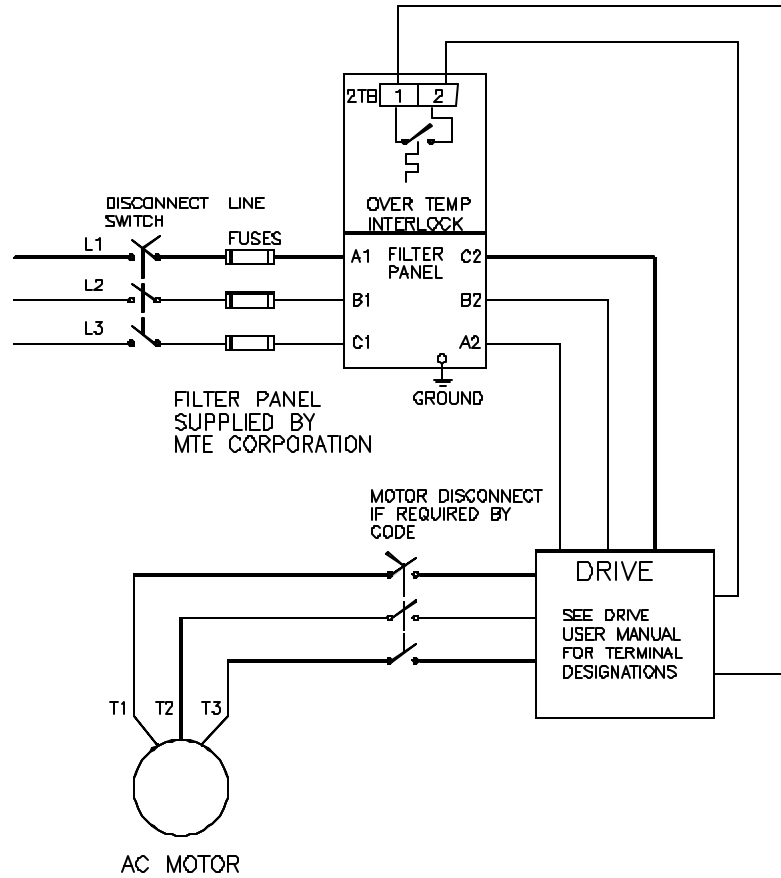 2TB 1 2
OVER TEMP
INTERLOCK
DISCONNECT LINE
SWITCH
FUSES
L1
L2
L3
A1 FILTER C2
PANEL
B1 B2
C1 A2
GROUND
FILTER PANEL
SUPPLIED BY
MTE CORPORATION
MOTOR DISCONNECT
IF REQUIRED BY
CODE
DRIVE
SEE DRIVE
USER MANUAL
FOR TERMINAL
DESIGNATIONS
T1 T2 T3
AC MOTOR